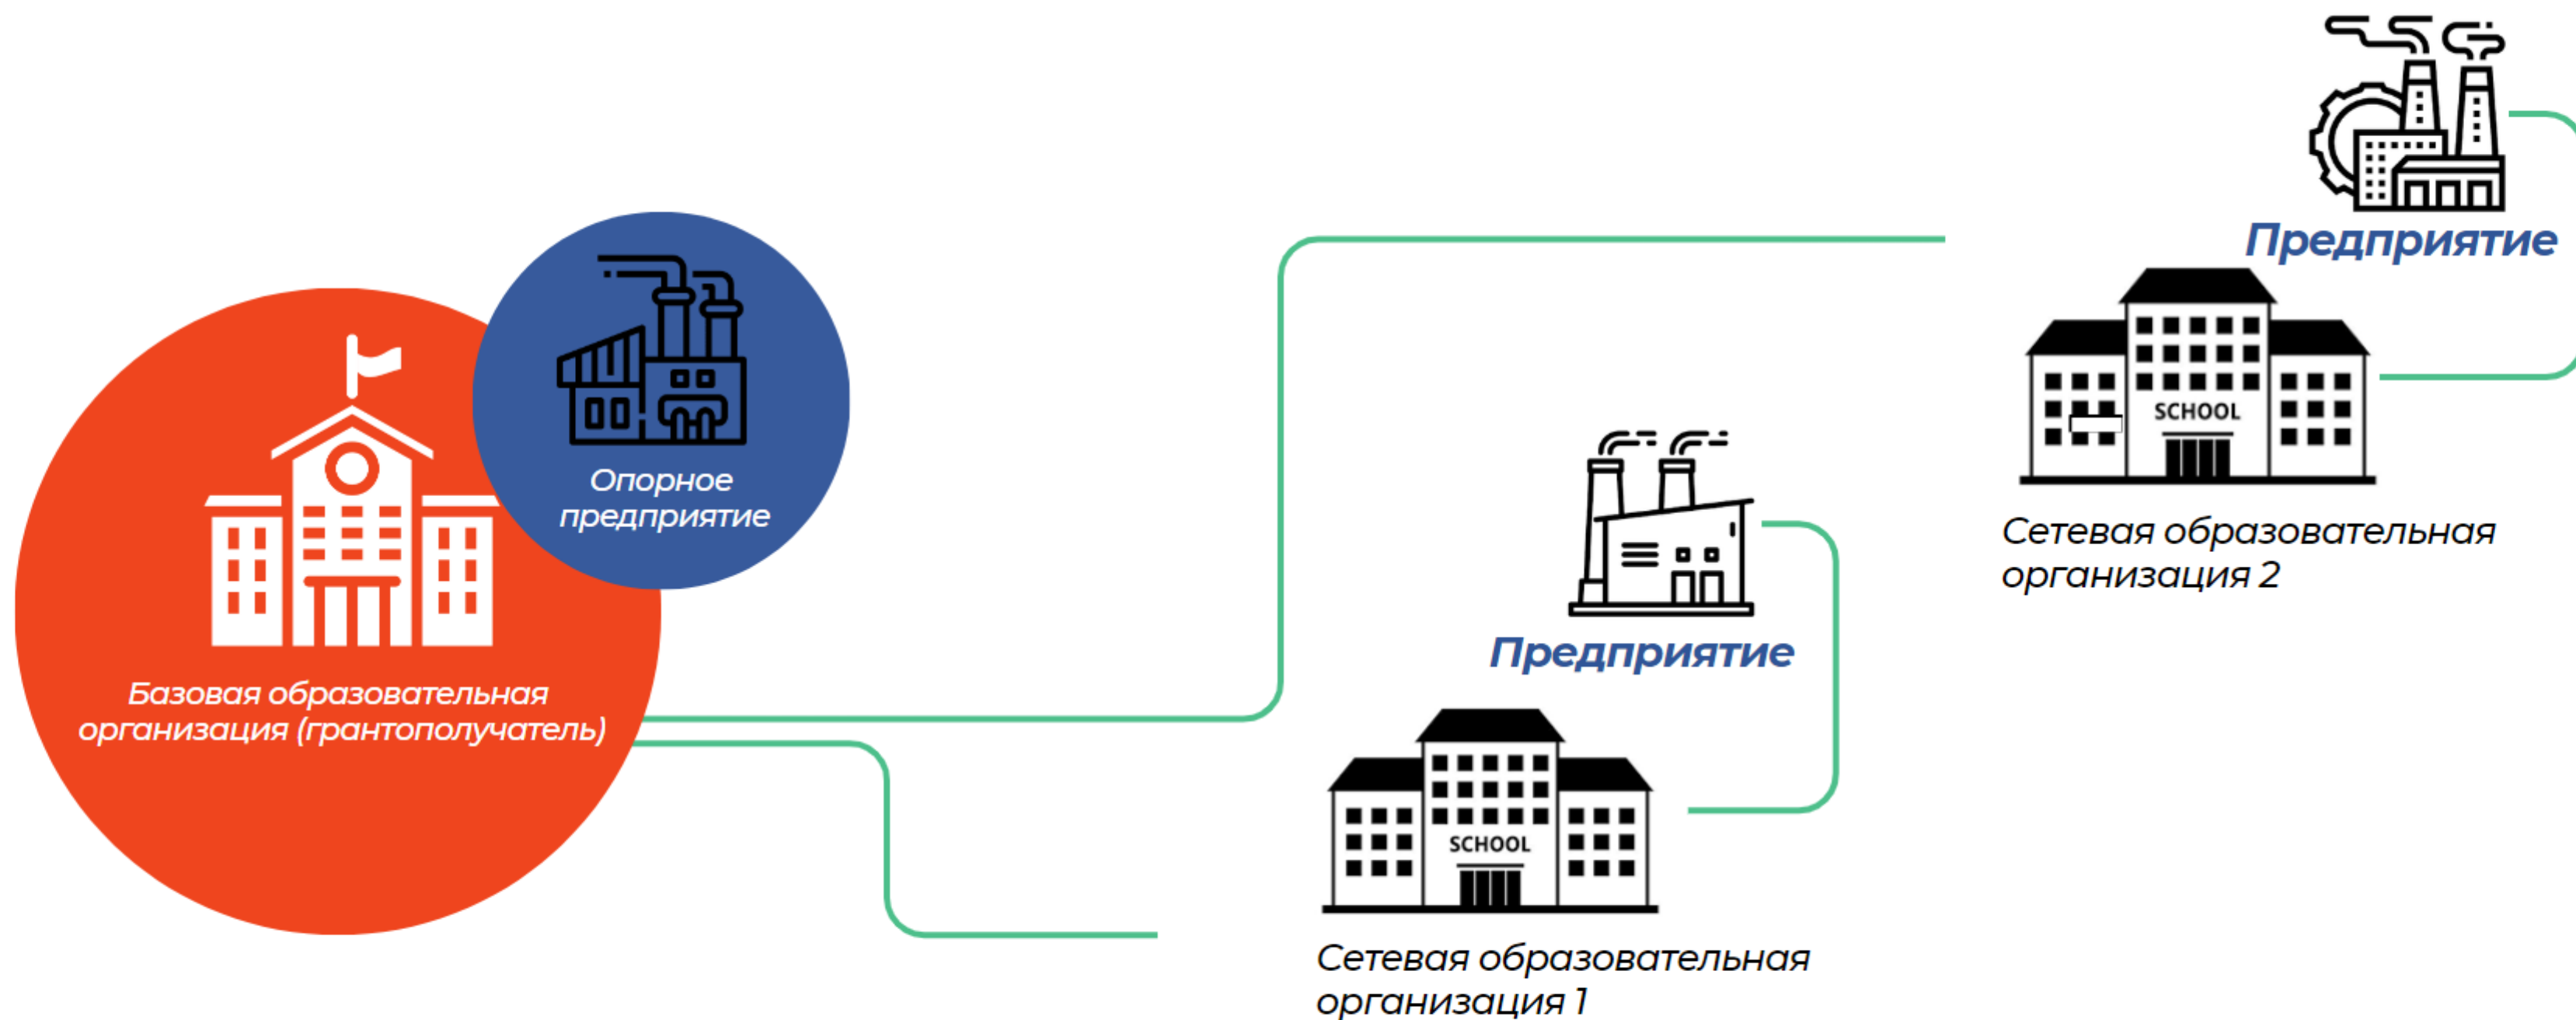 Опорное
предприятие
Базовая образовательная
организация (грантополучатель)
Предприятие
SCHOOL
Сетевая образовательная
организация 1
Предприятие
SCHOOL
Сетевая образовательная
организация 2